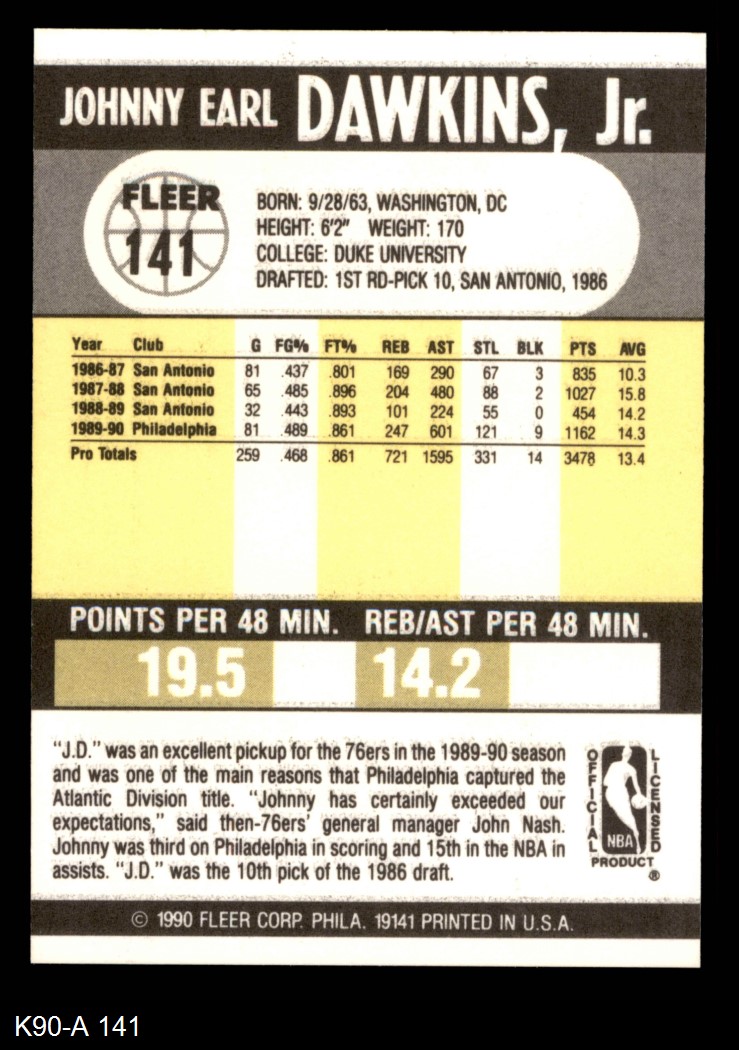 JOHNNY EARL DAWKINS, Jr.
FLEER
141
BORN: 9/28/63, WASHINGTON, DC
HEIGHT: 6'2" WEIGHT: 170
COLLEGE: DUKE UNIVERSITY
DRAFTED: 1ST RD-PICK 10, SAN ANTONIO, 1986
Year Club G FG% FT% REB AST STL BLK PTS AVG
1986-87 San Antonio 81 .437 .801 169 290 67 3 835 10.3
1987-88 San Antonio 65 .485 .896 204 480 88 2 1027 15.8
1988-89 San Antonio 32 .443 .893 101 224 55 0 454 14.2
1989-90 Philadelphia 81 .489 .861 247 601 121 9 1162 14.3
Pro Totals 259 .468 .861 721 1595 331 14 3478 13.4
POINTS PER 48 MIN. REB/AST PER 48 MIN.
19.5 14.2
"J.D." was an excellent pickup for the 76ers in the 1989-90 season
and was one of the main reasons that Philadelphia captured the
Atlantic Division title. "Johnny has certainly exceeded our
expectations," said then-76ers' general manager John Nash.
Johnny was third on Philadelphia in scoring and 15th in the NBA in
assists. "J.D." was the 10th pick of the 1986 draft.
OFFICIAL
LICENSED
NBA
PRODUCT
®
© 1990 FLEER CORP. PHILA. 19141 PRINTED IN U.S.A.
K90-A 141